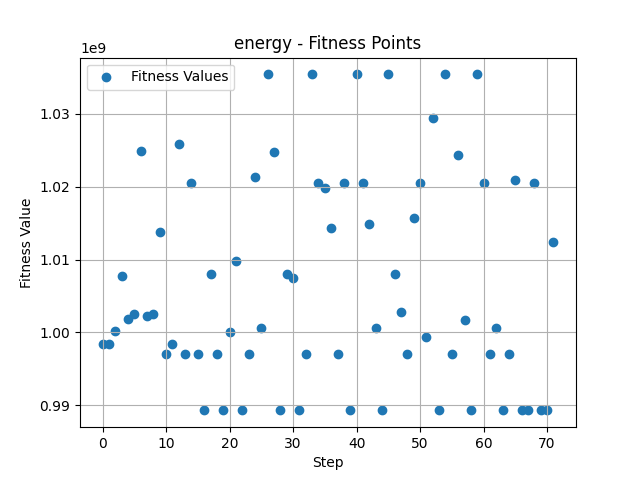 energy - Fitness Points
1e9
Fitness Values
1.03
1.02
1.01
1.00
0.99
Fitness Value
0 10 20 30 40 50 60 70
Step